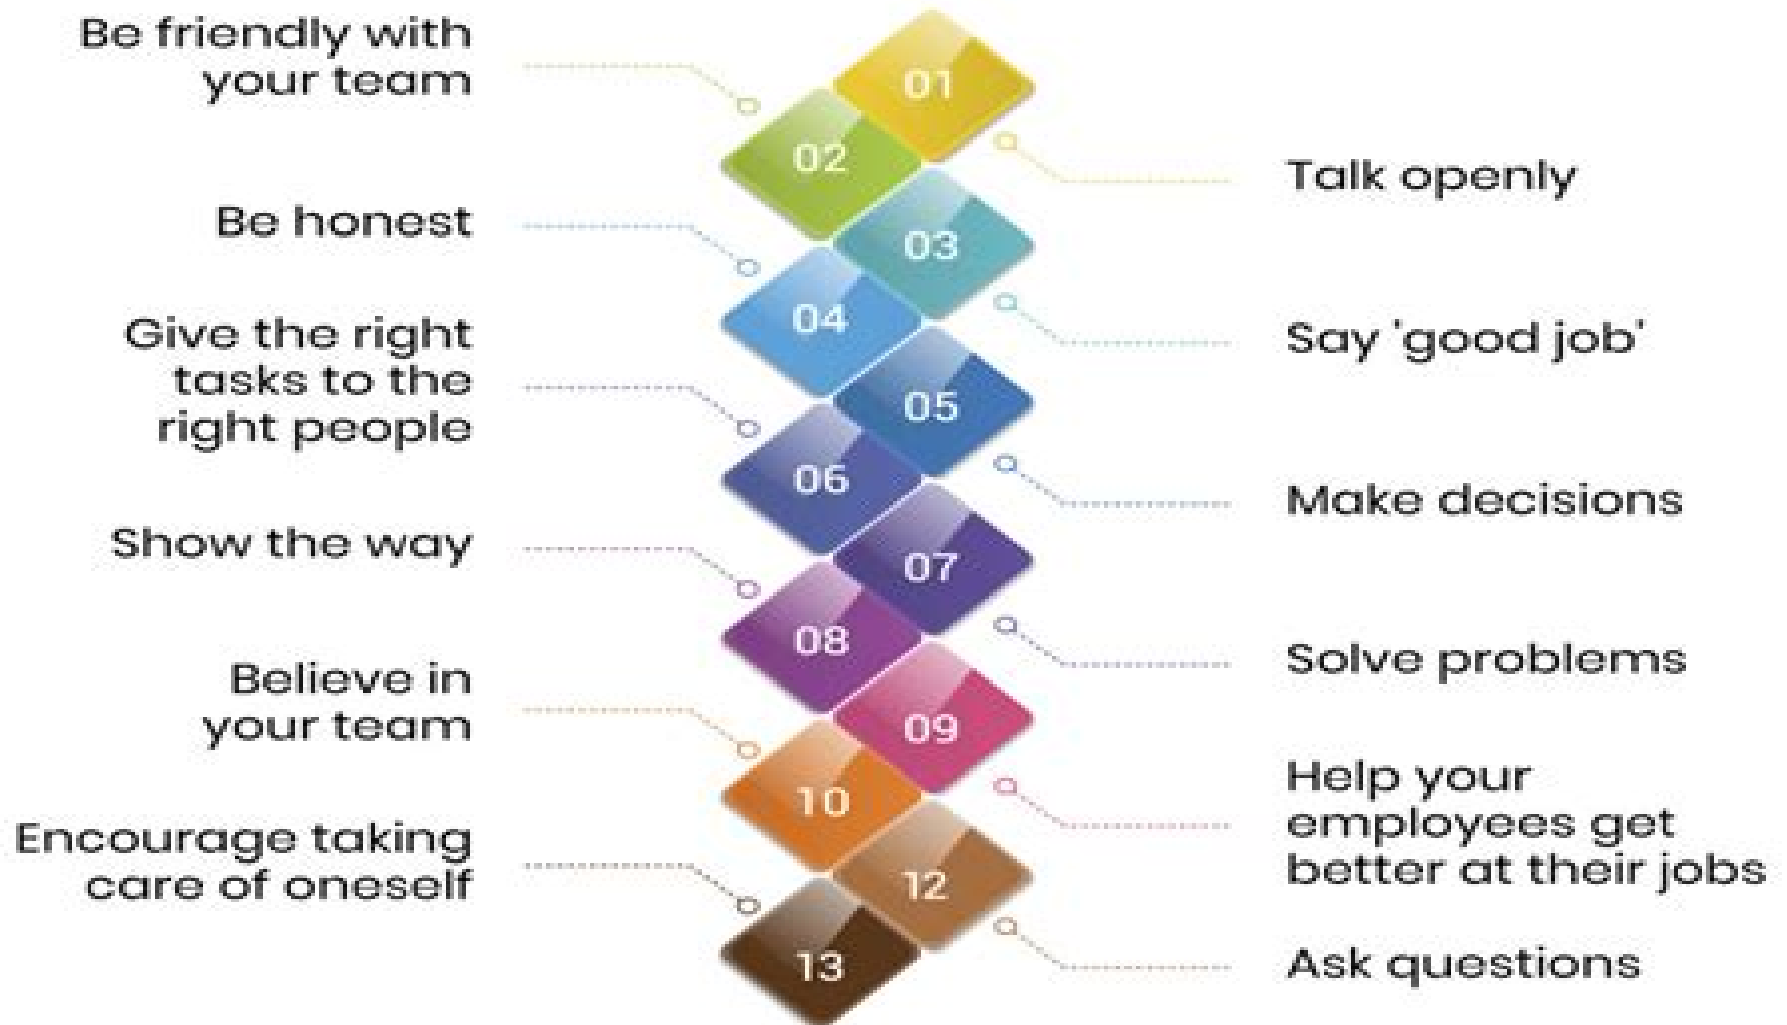 Be friendly with
your team
01
02
Talk openly
Be honest
03
04
Say 'good job'
Give the right
tasks to the
right people
05
06
Make decisions
Show the way
07
08
Solve problems
Believe in
your team
09
10
Help your
employees get
better at their jobs
Encourage taking
care of oneself
12
13
Ask questions